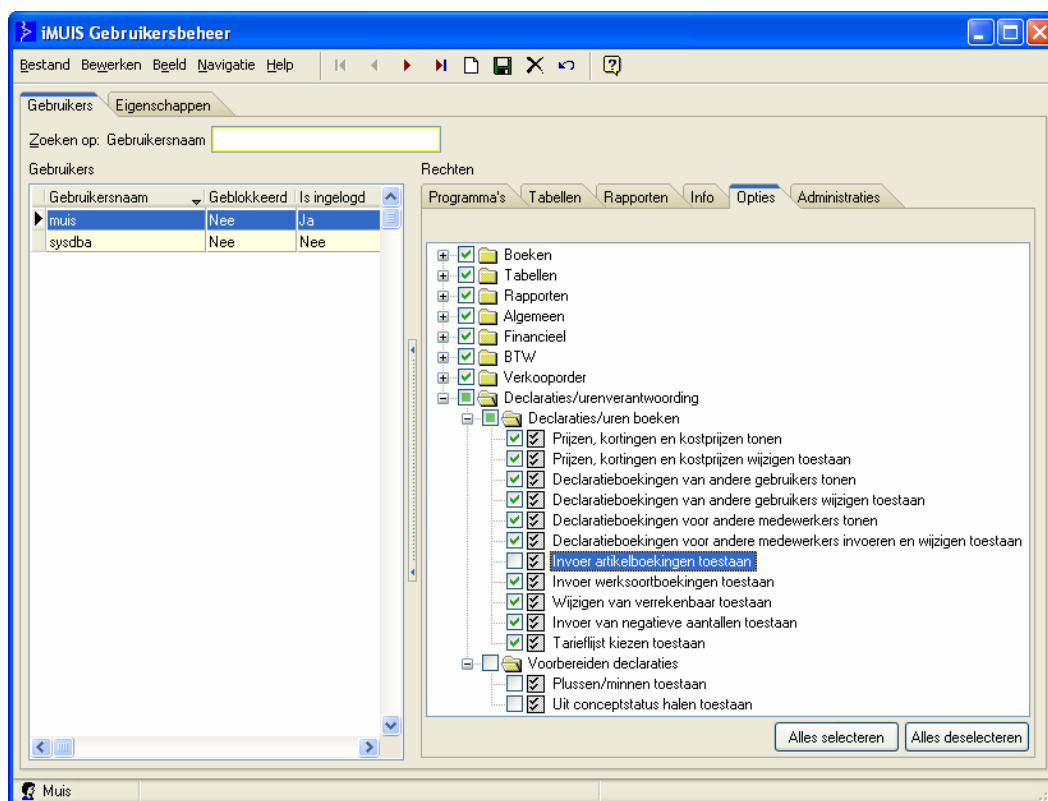 iMUIS Gebruikersbeheer
Bestand Bewerken Beeld Navigatie Help
Gebruikers Eigenschappen
Zoeken op: Gebruikersnaam
Gebruikers
Gebruikersnaam Geblokkeerd Is ingelogd
muis Nee Ja
sysdba Nee Nee
Rechten
Programma's Tabellen Rapporten Info Opties Administraties
Boeken
Tabellen
Rapporten
Algemeen
Financieel
BTW
Verkooporder
Declaraties/urenverantwoording
Declaraties/uren boeken
Prijzen, kortingen en kostprijzen tonen
Prijzen, kortingen en kostprijzen wijzigen toestaan
Declaratieboekingen van andere gebruikers tonen
Declaratieboekingen van andere gebruikers wijzigen toestaan
Declaratieboekingen voor andere medewerkers tonen
Declaratieboekingen voor andere medewerkers invoeren en wijzigen toestaan
Invoer artikelboekingen toestaan
Invoer werksoortboekingen toestaan
Wijzigen van verrekenbaar toestaan
Invoer van negatieve aantallen toestaan
Tarieflijst kiezen toestaan
Voorbereiden declaraties
Plussen/minnen toestaan
Uit conceptstatus halen toestaan
Alles selecteren Alles deselecteren
Muis